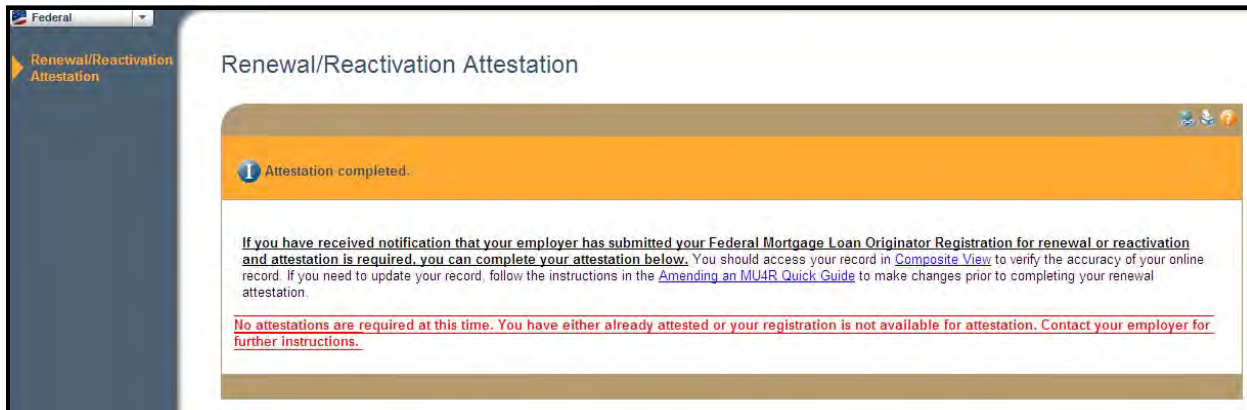 Federal
Renewal/Reactivation
Attestation
Renewal/Reactivation Attestation
Attestation completed.
If you have received notification that your employer has submitted your Federal Mortgage Loan Originator Registration for renewal or reactivation
and attestation is required, you can complete your attestation below. You should access your record in Composite View to verify the accuracy of your online
record. If you need to update your record, follow the instructions in the Amending an MU4R Quick Guide to make changes prior to completing your renewal
attestation.
No attestations are required at this time. You have either already attested or your registration is not available for attestation. Contact your employer for
further instructions.